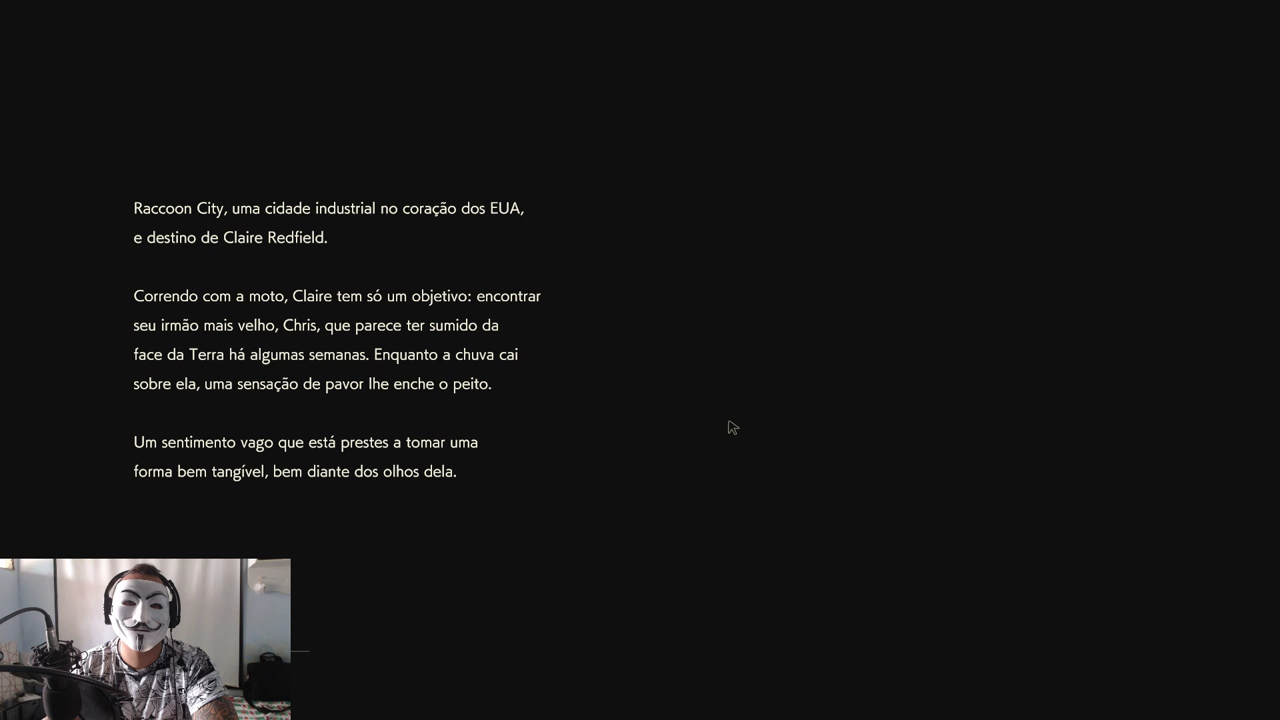 Raccoon City, uma cidade industrial no coração dos EUA,
e destino de Claire Redfield.
Correndo com a moto, Claire tem só um objetivo: encontrar
seu irmão mais velho, Chris, que parece ter sumido da
face da Terra há algumas semanas. Enquanto a chuva cai
sobre ela, uma sensação de pavor lhe enche o peito.
Um sentimento vago que está prestes a tomar uma
forma bem tangível, bem diante dos olhos dela.